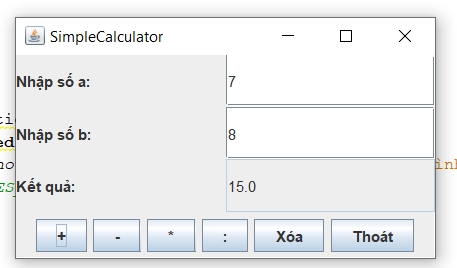 SimpleCalculator
Nhập số a: 7
Nhập số b: 8
Kết quả: 15.0
+ - * : Xóa Thoát